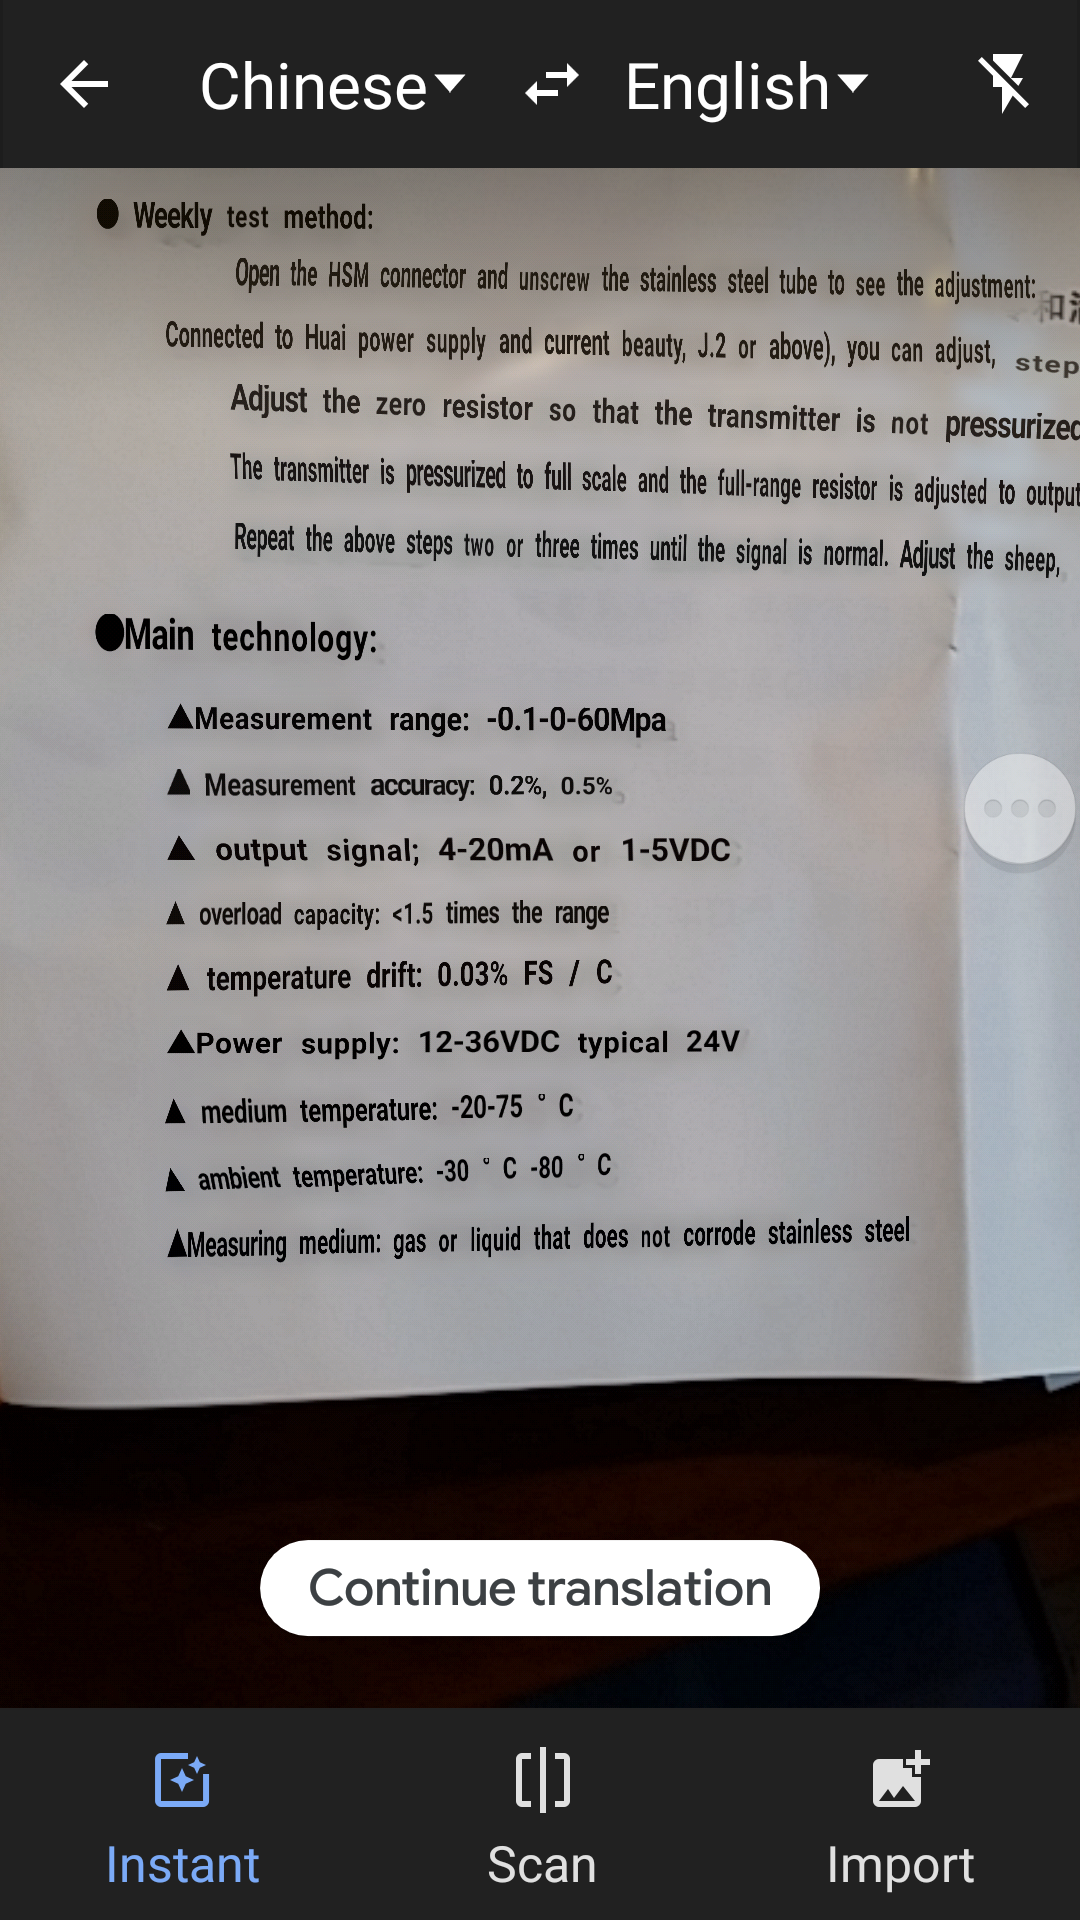 Chinese English
● Weekly test method:
Open the HSM connector and unscrew the stainless steel tube to see the adjustment:
和
Connected to Huai power supply and current beauty, J.2 or above), you can adjust, step
Adjust the zero resistor so that the transmitter is not pressurized
The transmitter is pressurized to full scale and the full-range resistor is adjusted to output
Repeat the above steps two or three times until the signal is normal. Adjust the sheep,
●Main technology:
▲Measurement range: -0.1-0-60Mpa
▲ Measurement accuracy: 0.2%, 0.5%
▲ output signal; 4-20mA or 1-5VDC
▲ overload capacity: <1.5 times the range
▲ temperature drift: 0.03% FS / C
▲Power supply: 12-36VDC typical 24V
▲ medium temperature: -20-75 ° C
▲ ambient temperature: -30 ° C -80 ° C
▲Measuring medium: gas or liquid that does not corrode stainless steel
Continue translation
Instant Scan Import